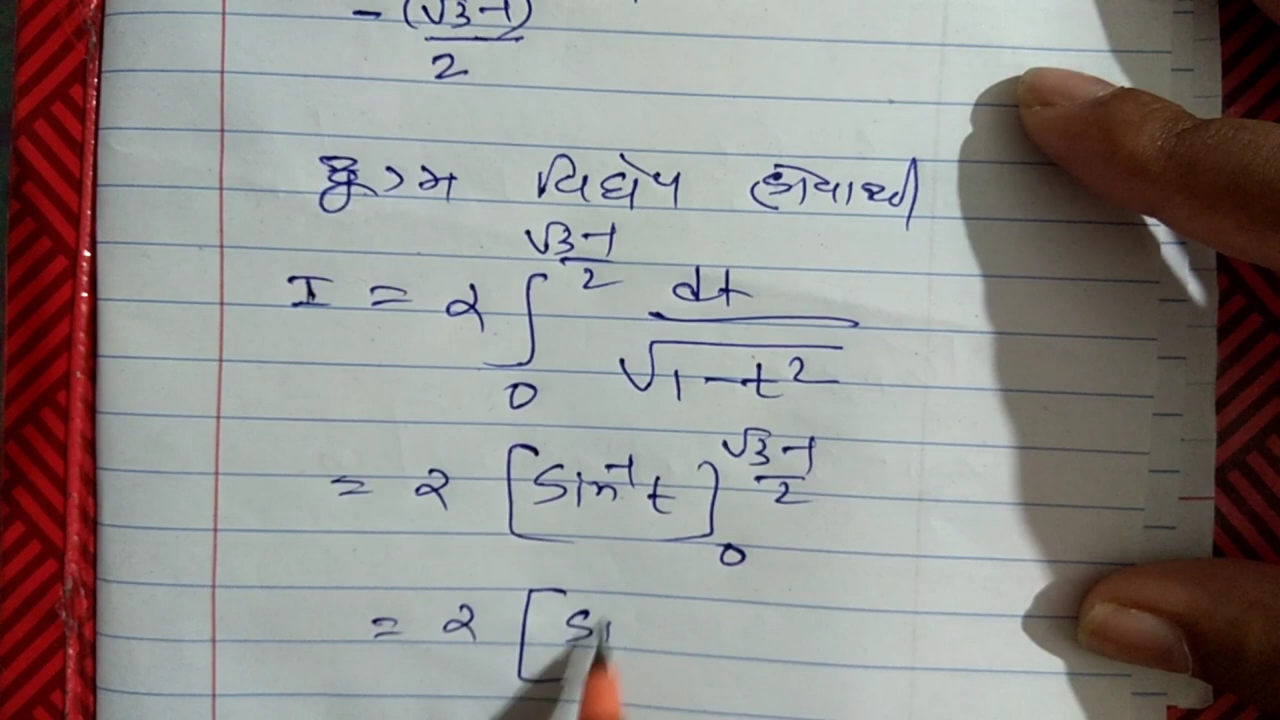 - (√3-1)/2
વિધેય હોવાથી
I = 2 ∫₀^{(√3-1)/2} dt/√(1-t²)
= 2 [sin⁻¹t]₀^{(√3-1)/2}
= 2 [s